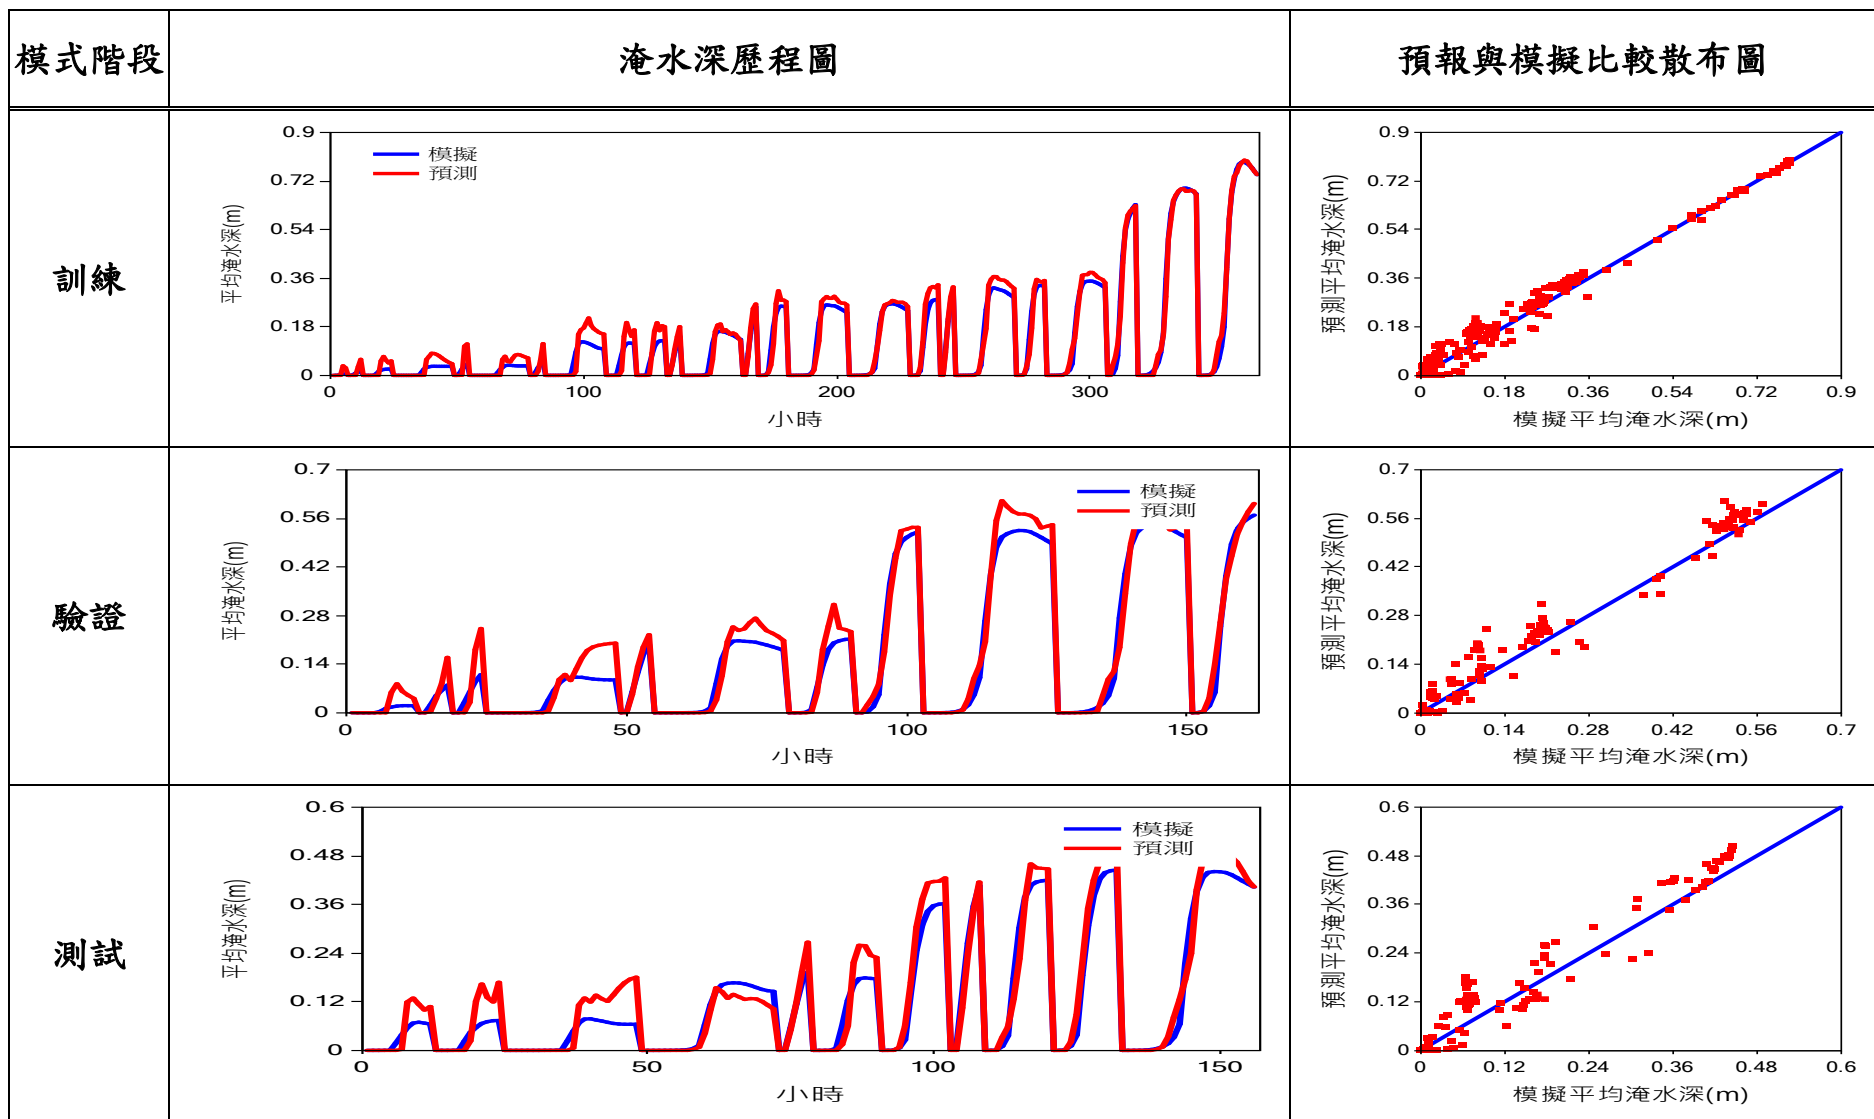 模式階段 淹水深歷程圖 預報與模擬比較散布圖
訓練
平均淹水深(m)
0.9
0.72
0.54
0.36
0.18
0
模擬
預測
0 100 200 300
小時
預測平均淹水深(m)
0.9
0.72
0.54
0.36
0.18
0
0 0.18 0.36 0.54 0.72 0.9
模擬平均淹水深(m)
驗證
平均淹水深(m)
0.7
0.56
0.42
0.28
0.14
0
模擬
預測
0 50 100 150
小時
預測平均淹水深(m)
0.7
0.56
0.42
0.28
0.14
0
0 0.14 0.28 0.42 0.56 0.7
模擬平均淹水深(m)
測試
平均淹水深(m)
0.6
0.48
0.36
0.24
0.12
0
模擬
預測
0 50 100 150
小時
預測平均淹水深(m)
0.6
0.48
0.36
0.24
0.12
0
0 0.12 0.24 0.36 0.48 0.6
模擬平均淹水深(m)